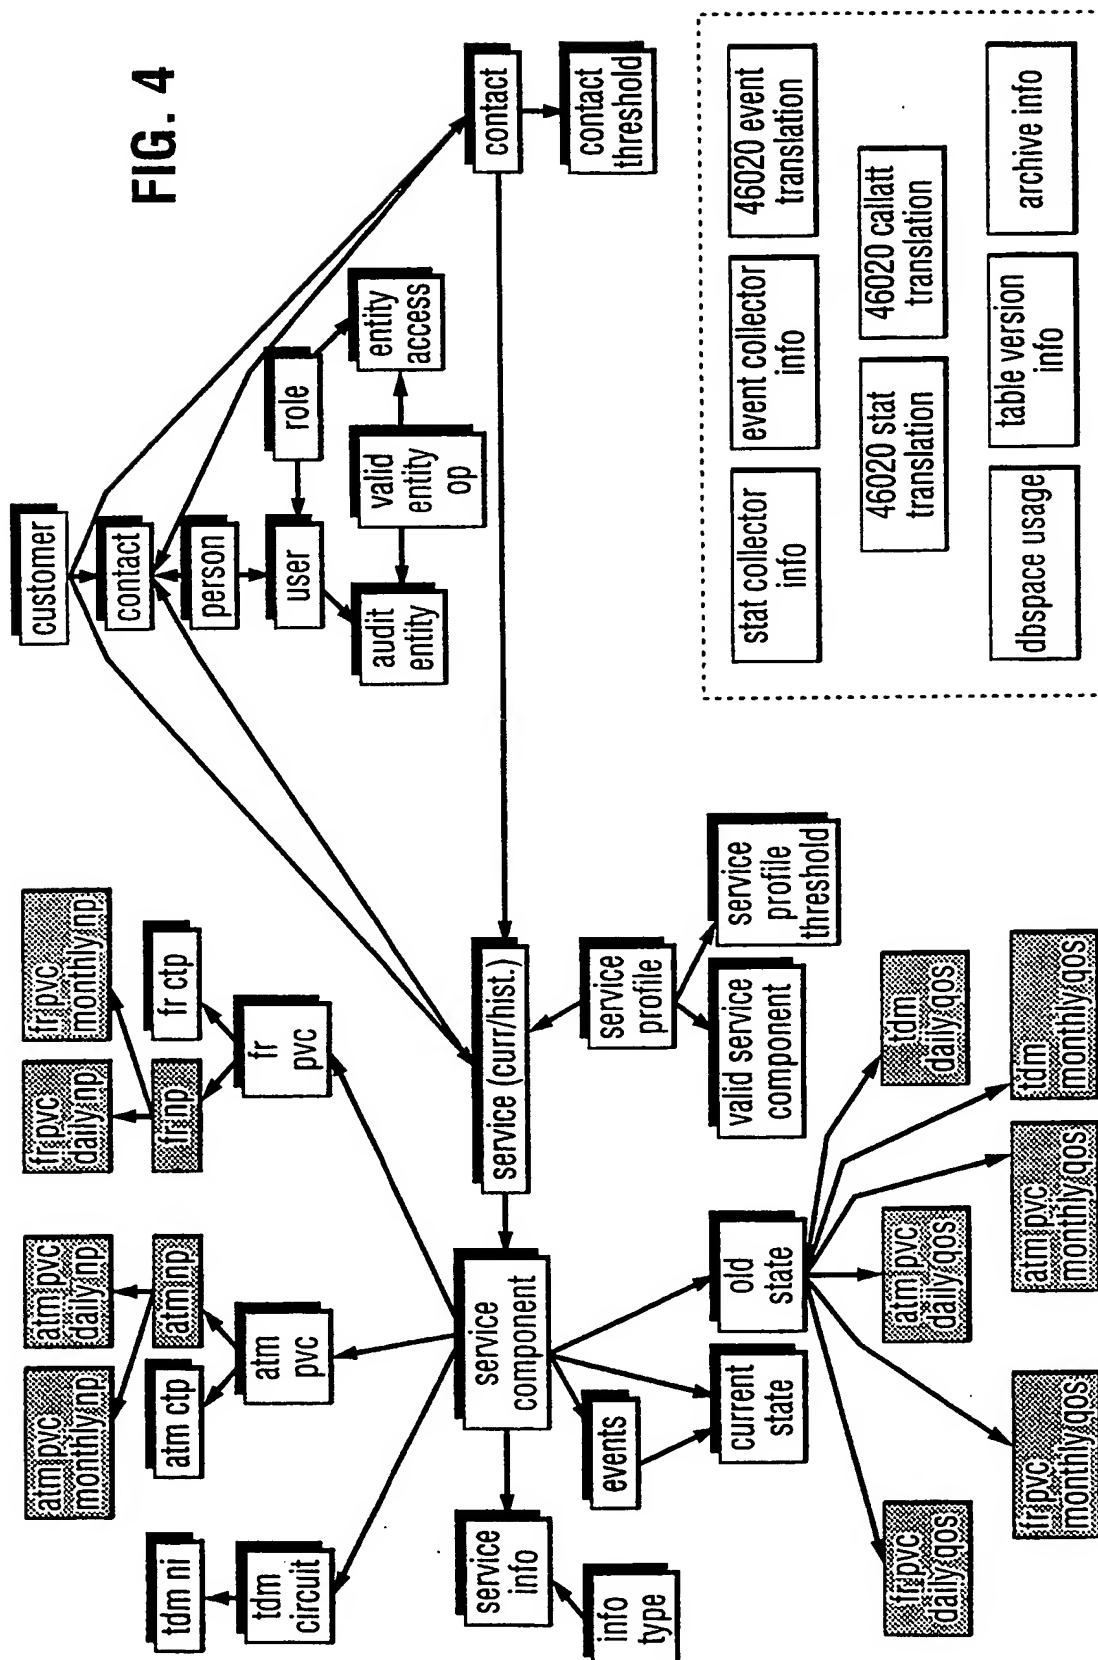 FIG. 4
customer
contact
person
user
role
audit
entity
valid
entity
op
entity
access
contact
contact
threshold
fr pvc
monthly np
fr pvc
daily np
fr ctp
fr np
fr
pvc
atm pvc
daily np
atm pvc
monthly np
atm np
atm ctp
atm
pvc
tdm ni
tdm
circuit
service (curr/hist.)
service
component
service
info
info
type
events
current
state
old
state
service
profile
service
profile
threshold
valid service
component
tdm
daily qos
tdm
monthly qos
atm pvc
daily qos
atm pvc
monthly qos
fr pvc
monthly qos
fr pvc
daily qos
stat collector
info
event collector
info
46020 event
translation
46020 stat
translation
46020 callatt
translation
dbspace usage
table version
info
archive info